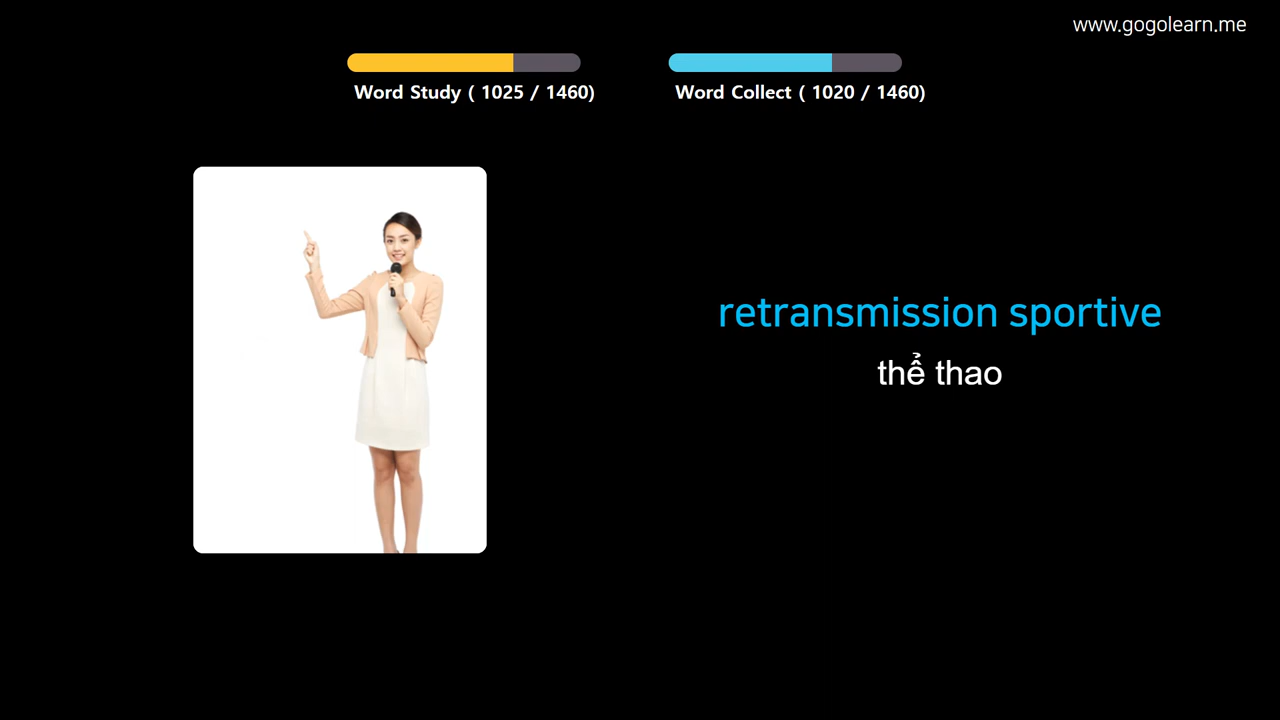 www.gogolearn.me
Word Study ( 1025 / 1460)
Word Collect ( 1020 / 1460)
retransmission sportive
thể thao